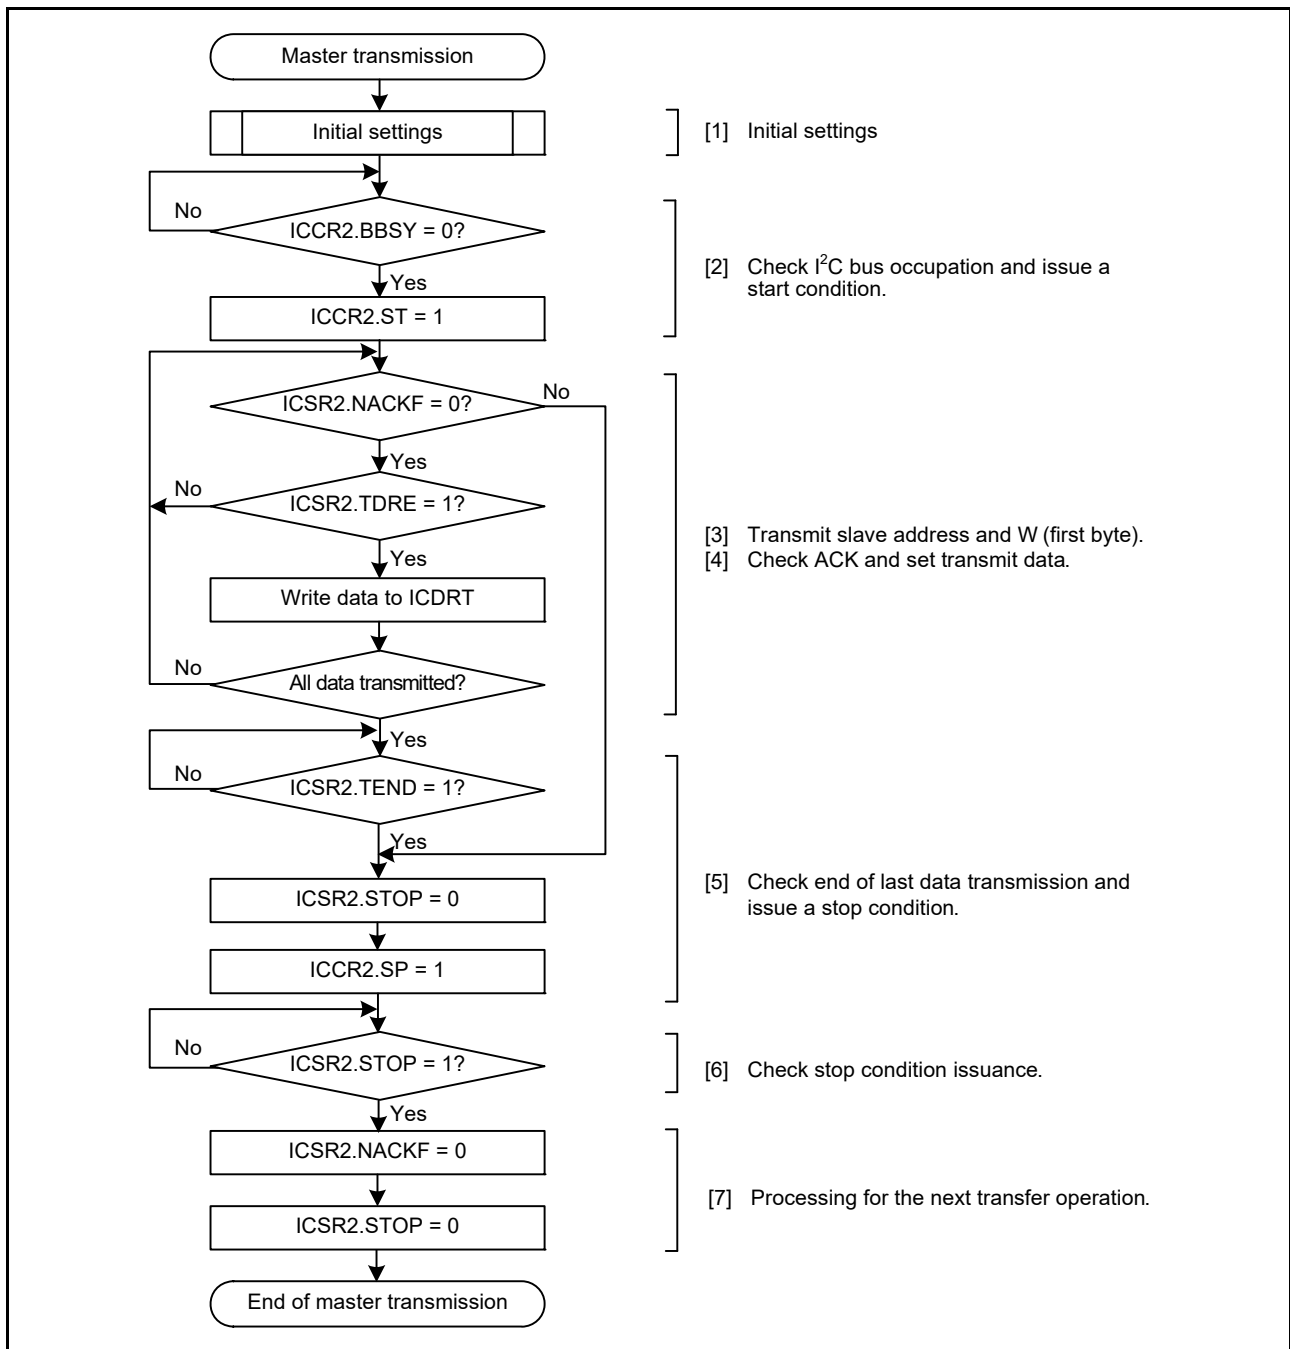 Master transmission
Initial settings
[1] Initial settings
No
ICCR2.BBSY = 0?
Yes
[2] Check I²C bus occupation and issue a
start condition.
ICCR2.ST = 1
ICSR2.NACKF = 0?
No
Yes
No
ICSR2.TDRE = 1?
Yes
[3] Transmit slave address and W (first byte).
[4] Check ACK and set transmit data.
Write data to ICDRT
No
All data transmitted?
Yes
No
ICSR2.TEND = 1?
Yes
ICSR2.STOP = 0
[5] Check end of last data transmission and
issue a stop condition.
ICCR2.SP = 1
No
ICSR2.STOP = 1?
[6] Check stop condition issuance.
Yes
ICSR2.NACKF = 0
[7] Processing for the next transfer operation.
ICSR2.STOP = 0
End of master transmission